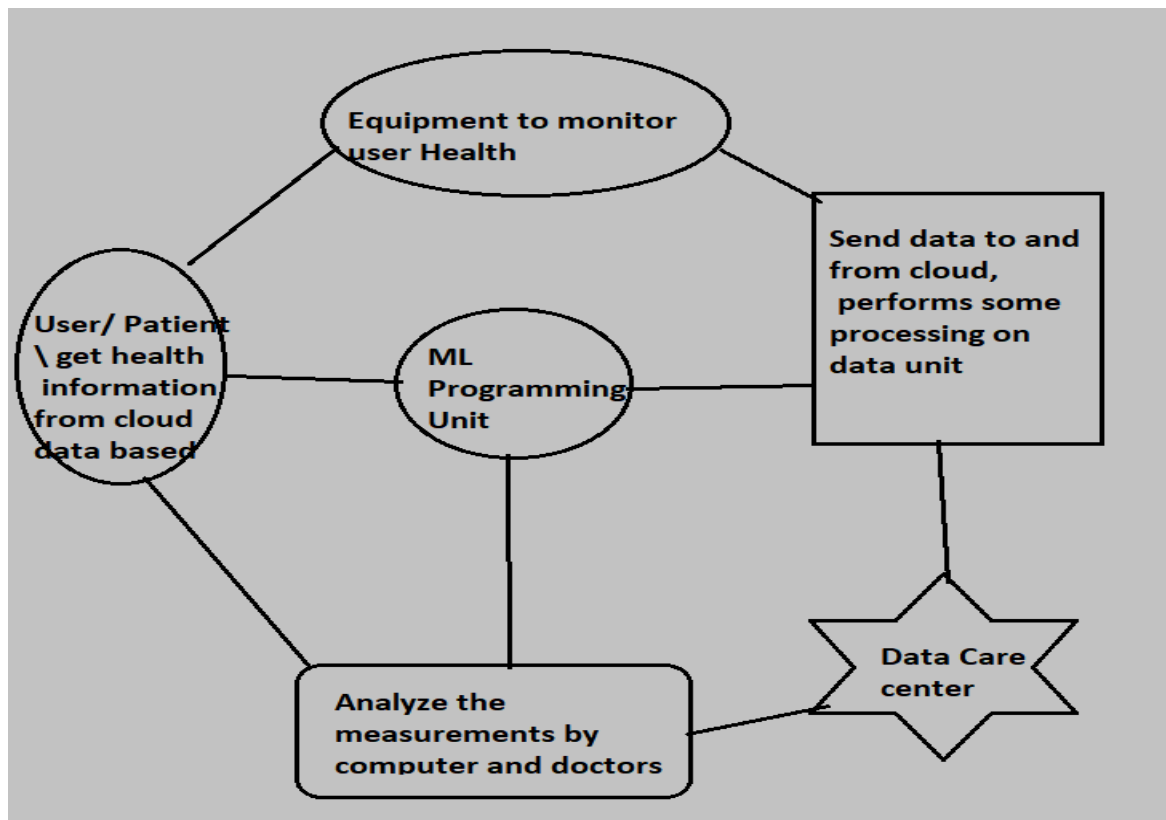 Equipment to monitor
user Health
Send data to and
from cloud,
performs some
processing on
data unit
User/ Patient
\ get health
information
from cloud
data based
ML
Programming
Unit
Data Care
center
Analyze the
measurements by
computer and doctors